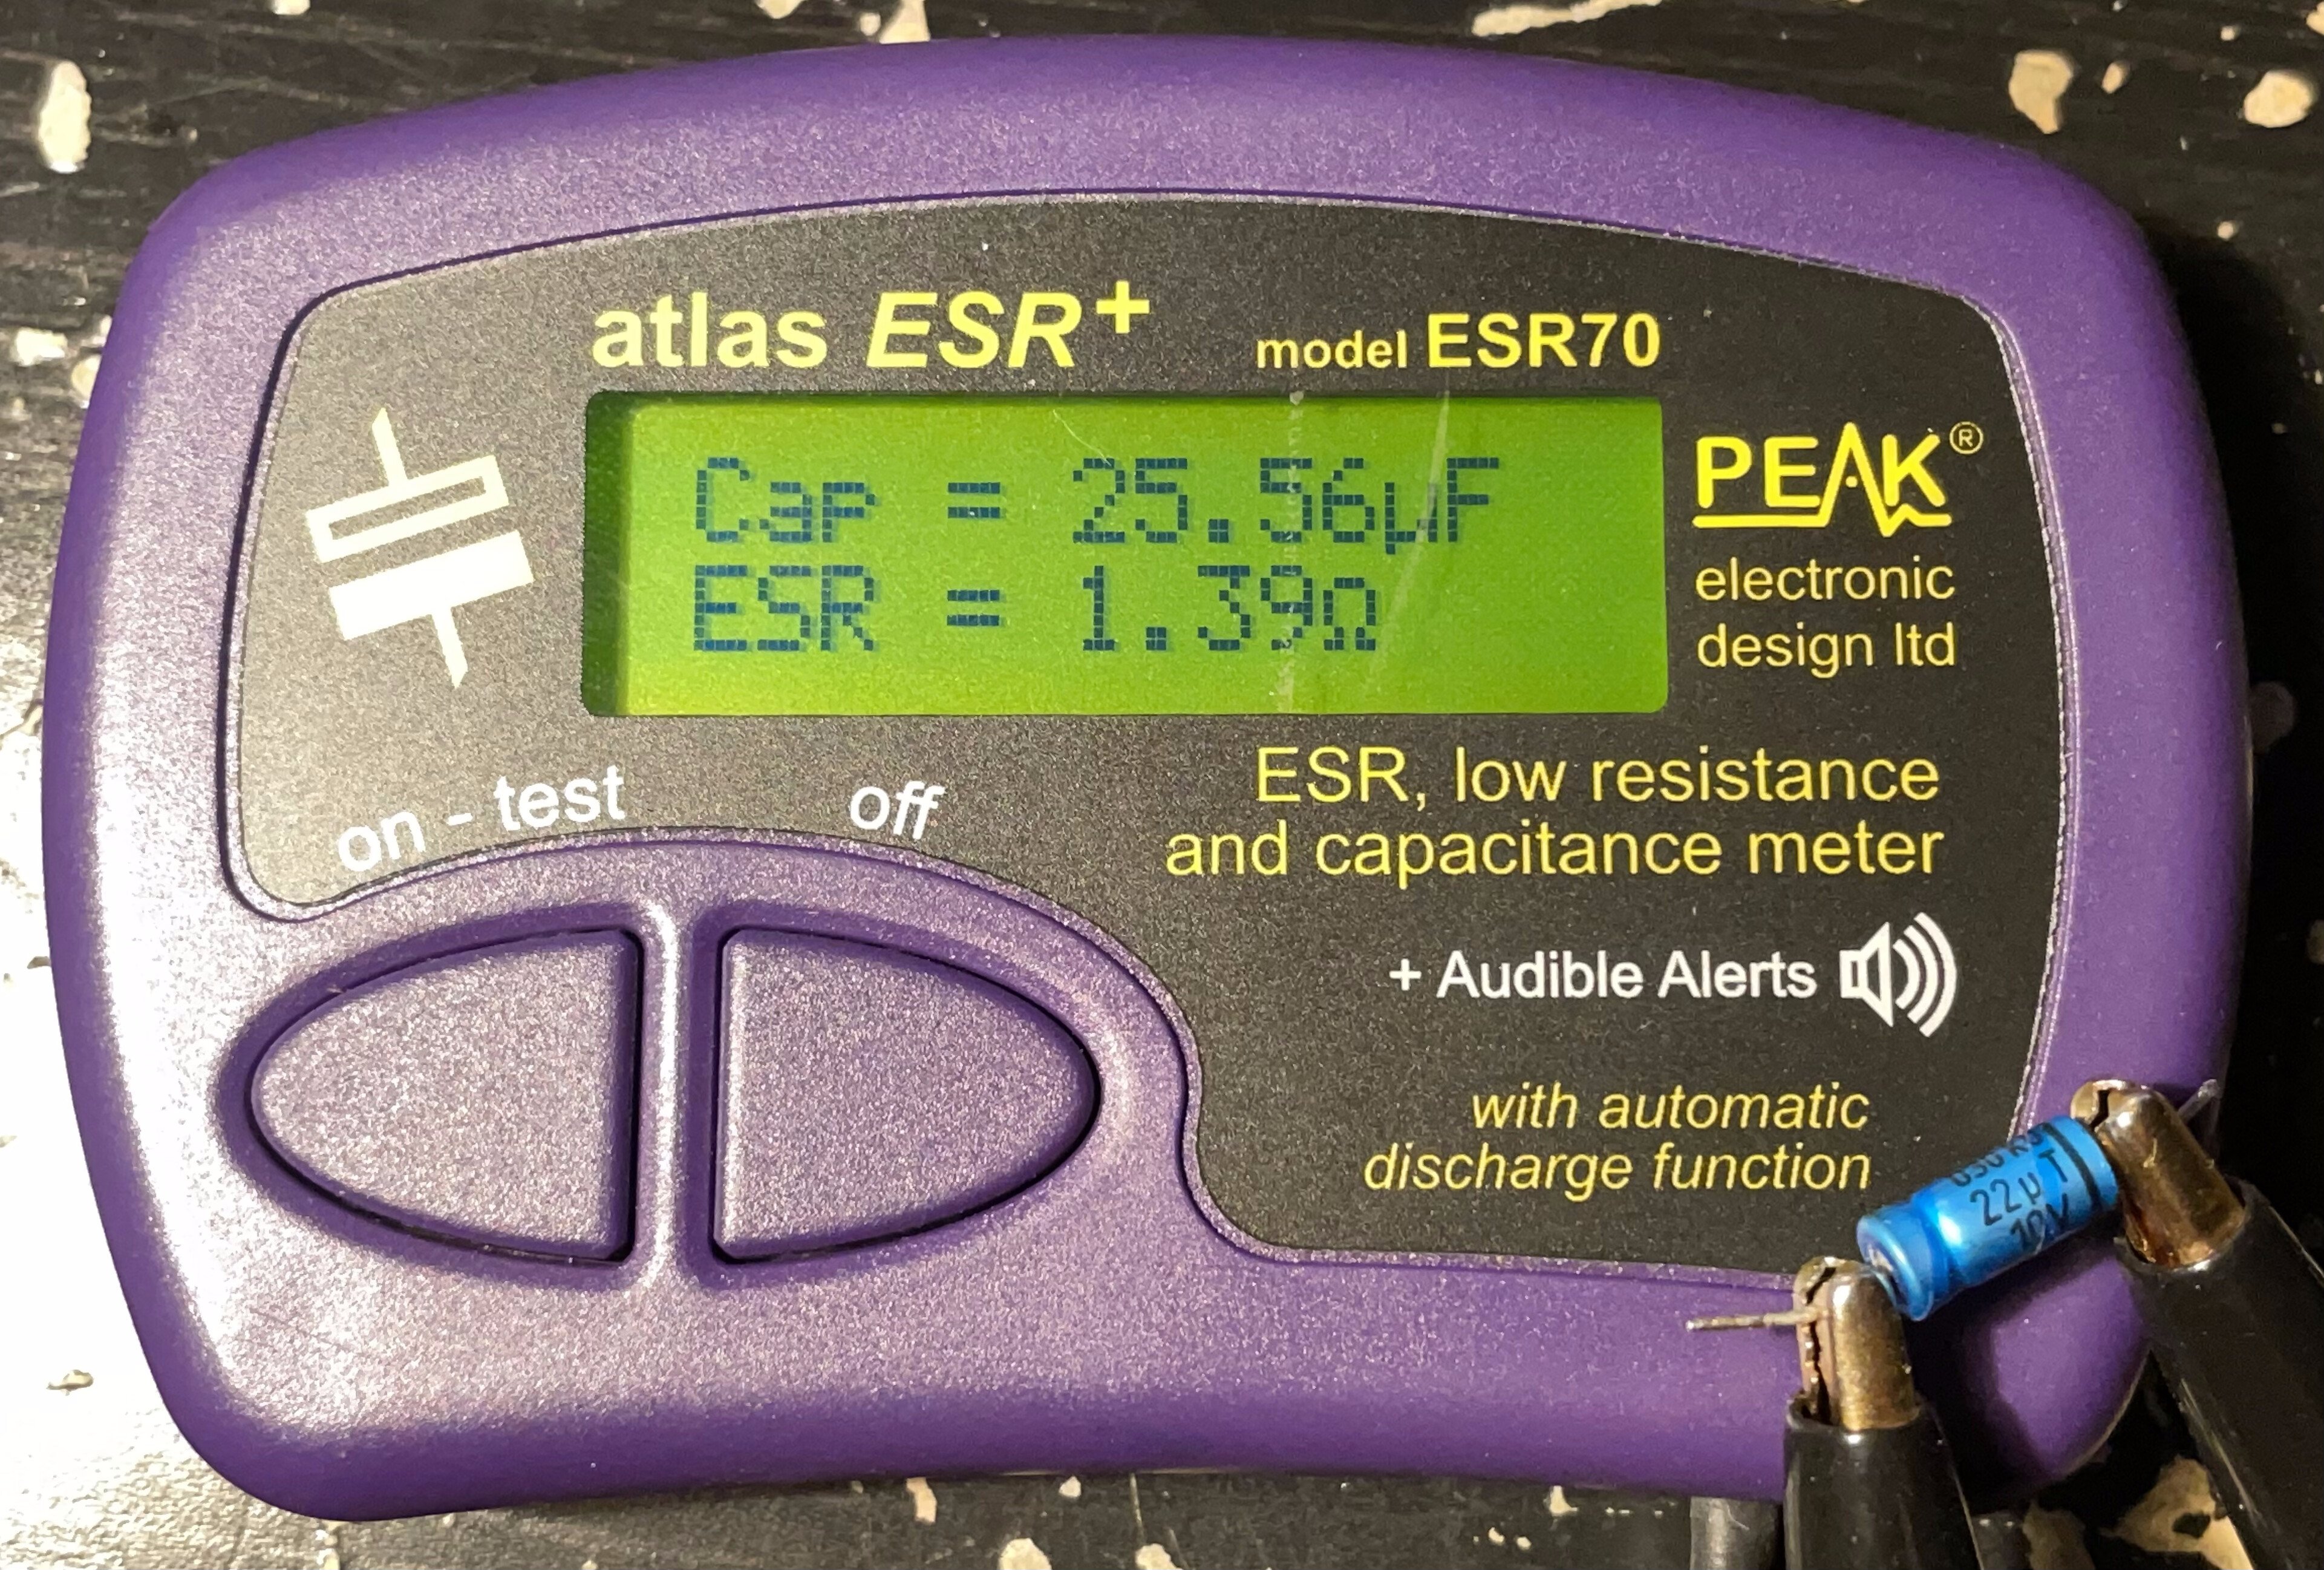 atlas ESR+ model ESR70
Cap = 25.56µF
ESR = 1.39Ω
PEAK®
electronic
design ltd
on - test off
ESR, low resistance
and capacitance meter
+ Audible Alerts
with automatic
discharge function
22µ T
10V